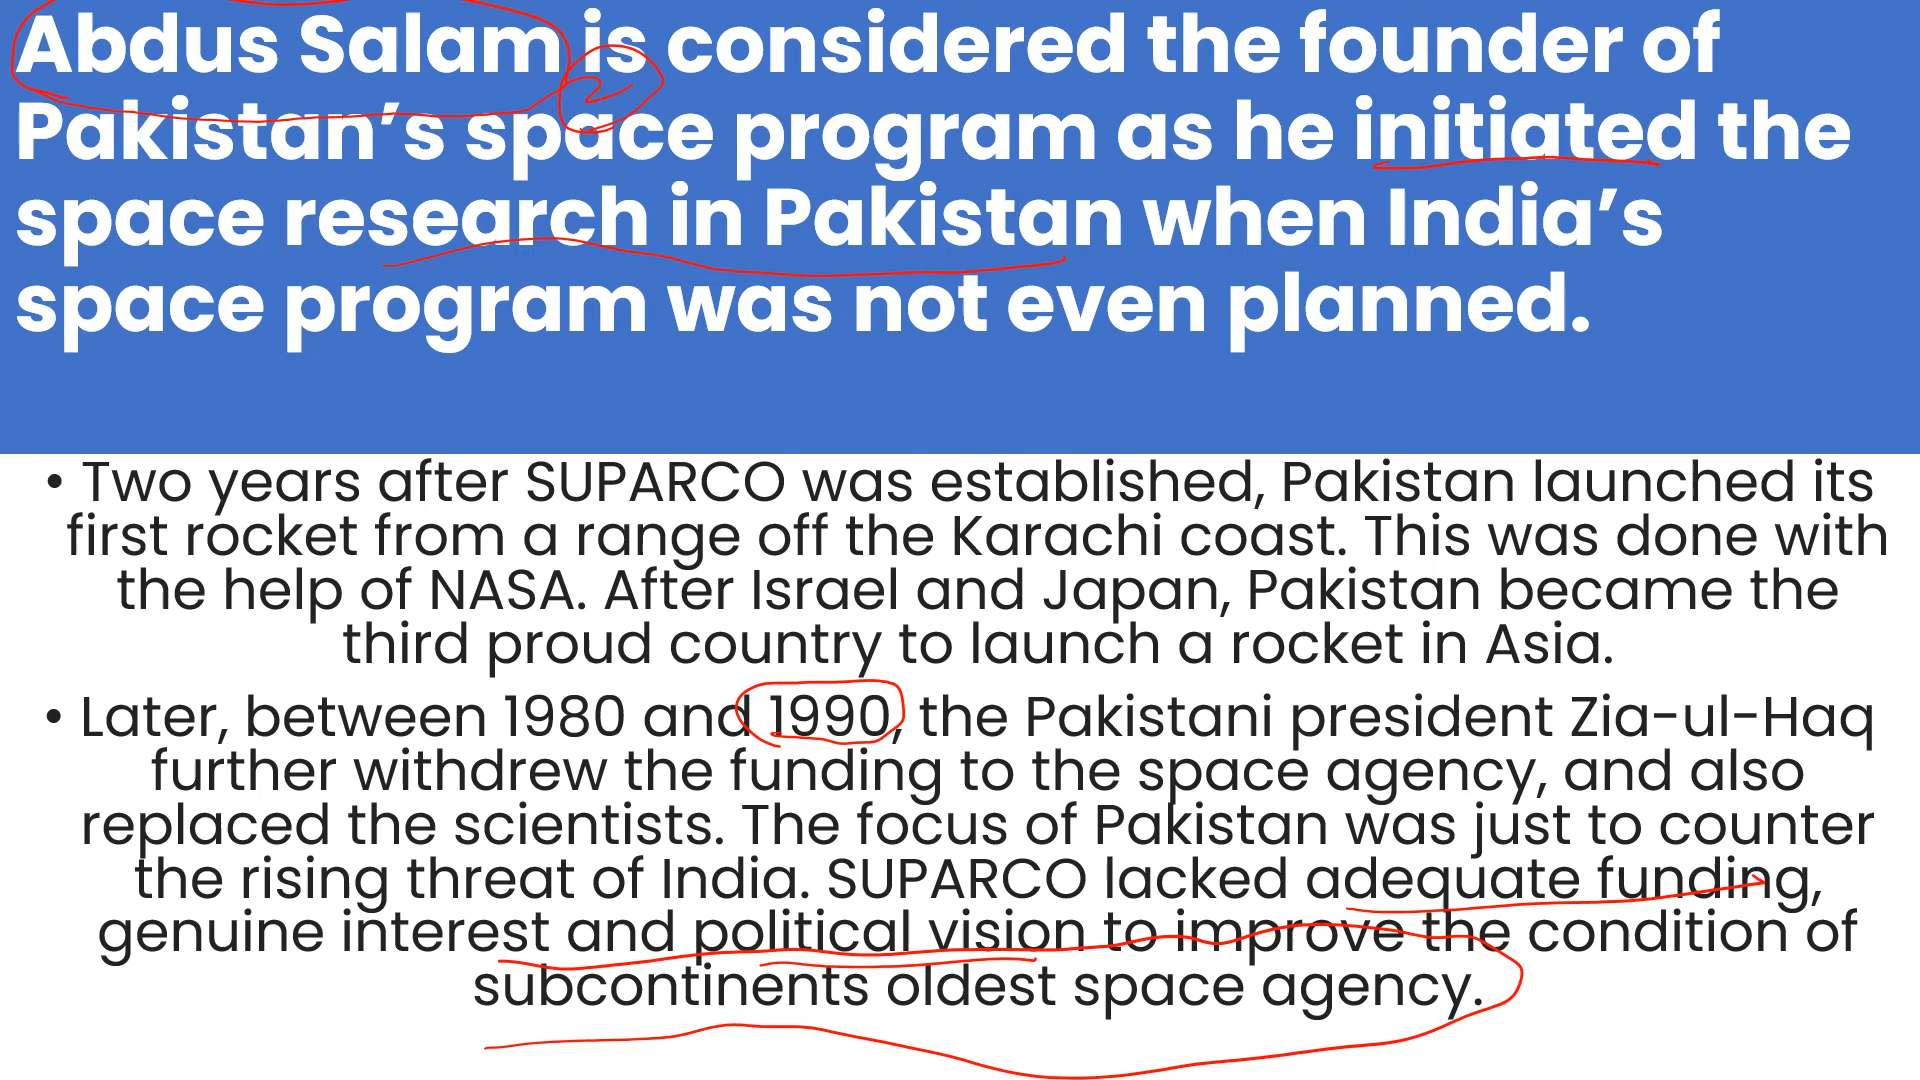 Abdus Salam is considered the founder of
Pakistan’s space program as he initiated the
space research in Pakistan when India’s
space program was not even planned.
2
• Two years after SUPARCO was established, Pakistan launched its
first rocket from a range off the Karachi coast. This was done with
the help of NASA. After Israel and Japan, Pakistan became the
third proud country to launch a rocket in Asia.
• Later, between 1980 and 1990, the Pakistani president Zia-ul-Haq
further withdrew the funding to the space agency, and also
replaced the scientists. The focus of Pakistan was just to counter
the rising threat of India. SUPARCO lacked adequate funding,
genuine interest and political vision to improve the condition of
subcontinents oldest space agency.